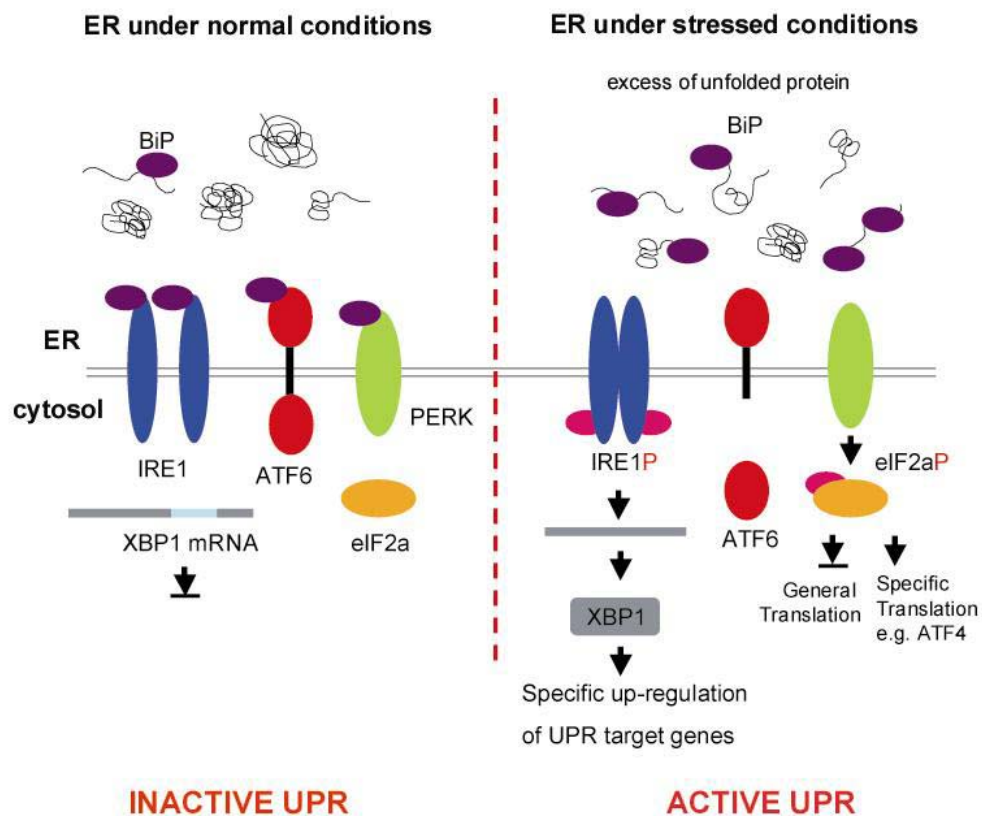 ER under normal conditions
ER under stressed conditions
excess of unfolded protein
BiP
BiP
ER
cytosol
PERK
IRE1
ATF6
XBP1 mRNA
eIF2a
IRE1P
eIF2aP
ATF6
General
Translation
Specific
Translation
e.g. ATF4
XBP1
Specific up-regulation
of UPR target genes
INACTIVE UPR
ACTIVE UPR